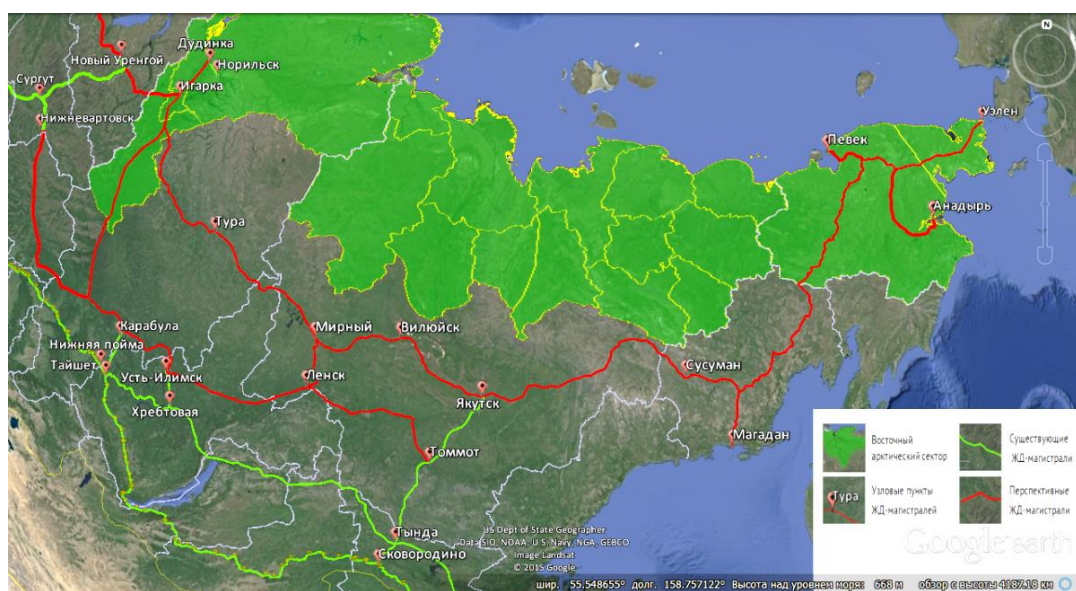 Дудинка
Новый Уренгой
Норильск
Сургут
Игарка
Нижневартовск
Уэлен
Певек
Анадырь
Тура
Карабула
Мирный
Вилюйск
Нижняя пойма
Тайшет
Усть-Илимск
Ленск
Сусуман
Хребтовая
Якутск
Магадан
Томмот
Тында
Сковородино
N
Восточный
арктический сектор
Существующие
ЖД-магистрали
Тура
Узловые пункты
ЖД-магистралей
Перспективные
ЖД-магистрали
US Dept of State Geographer
Data SIO, NOAA, U.S. Navy, NGA, GEBCO
Image Landsat
© 2015 Google
Google earth
шир. 55.548655° долг. 158.757122° Высота над уровнем моря: 668 м обзор с высоты 4187.18 км